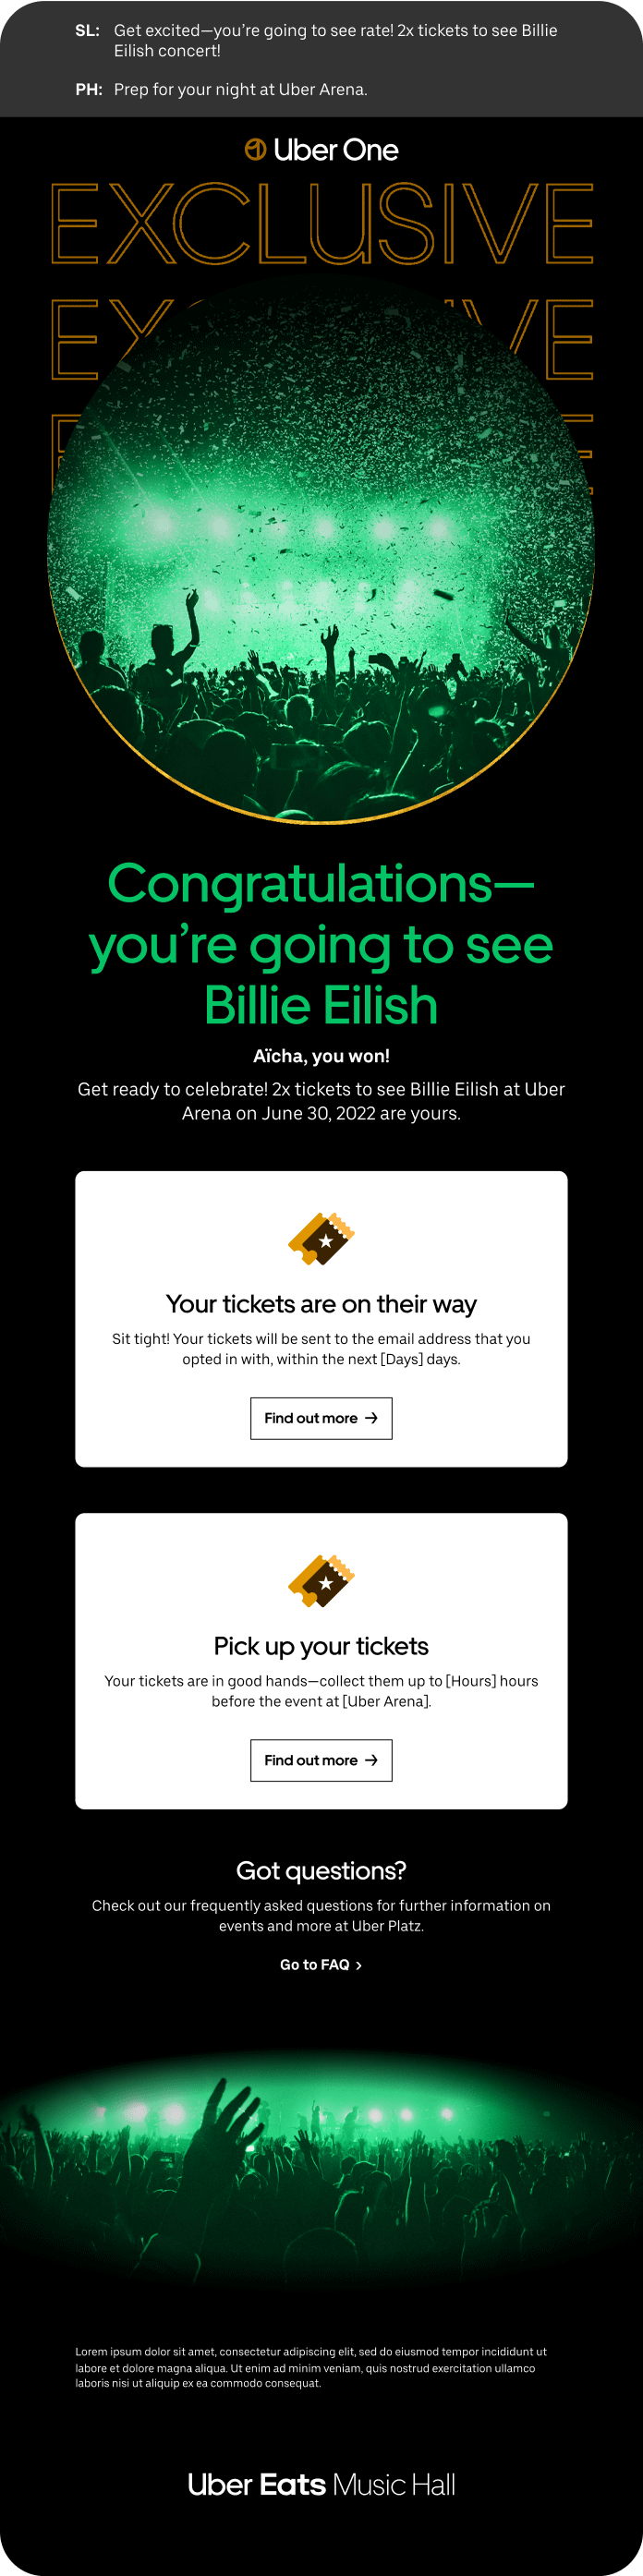 SL: Get excited—you’re going to see rate! 2x tickets to see Billie
Eilish concert!
PH: Prep for your night at Uber Arena.
Uber One
EXCLUSIVE
Congratulations—
you’re going to see
Billie Eilish
Aïcha, you won!
Get ready to celebrate! 2x tickets to see Billie Eilish at Uber
Arena on June 30, 2022 are yours.
Your tickets are on their way
Sit tight! Your tickets will be sent to the email address that you
opted in with, within the next [Days] days.
Find out more →
Pick up your tickets
Your tickets are in good hands—collect them up to [Hours] hours
before the event at [Uber Arena].
Find out more →
Got questions?
Check out our frequently asked questions for further information on
events and more at Uber Platz.
Go to FAQ ›
Lorem ipsum dolor sit amet, consectetur adipiscing elit, sed do eiusmod tempor incididunt ut
labore et dolore magna aliqua. Ut enim ad minim veniam, quis nostrud exercitation ullamco
laboris nisi ut aliquip ex ea commodo consequat.
Uber Eats Music Hall